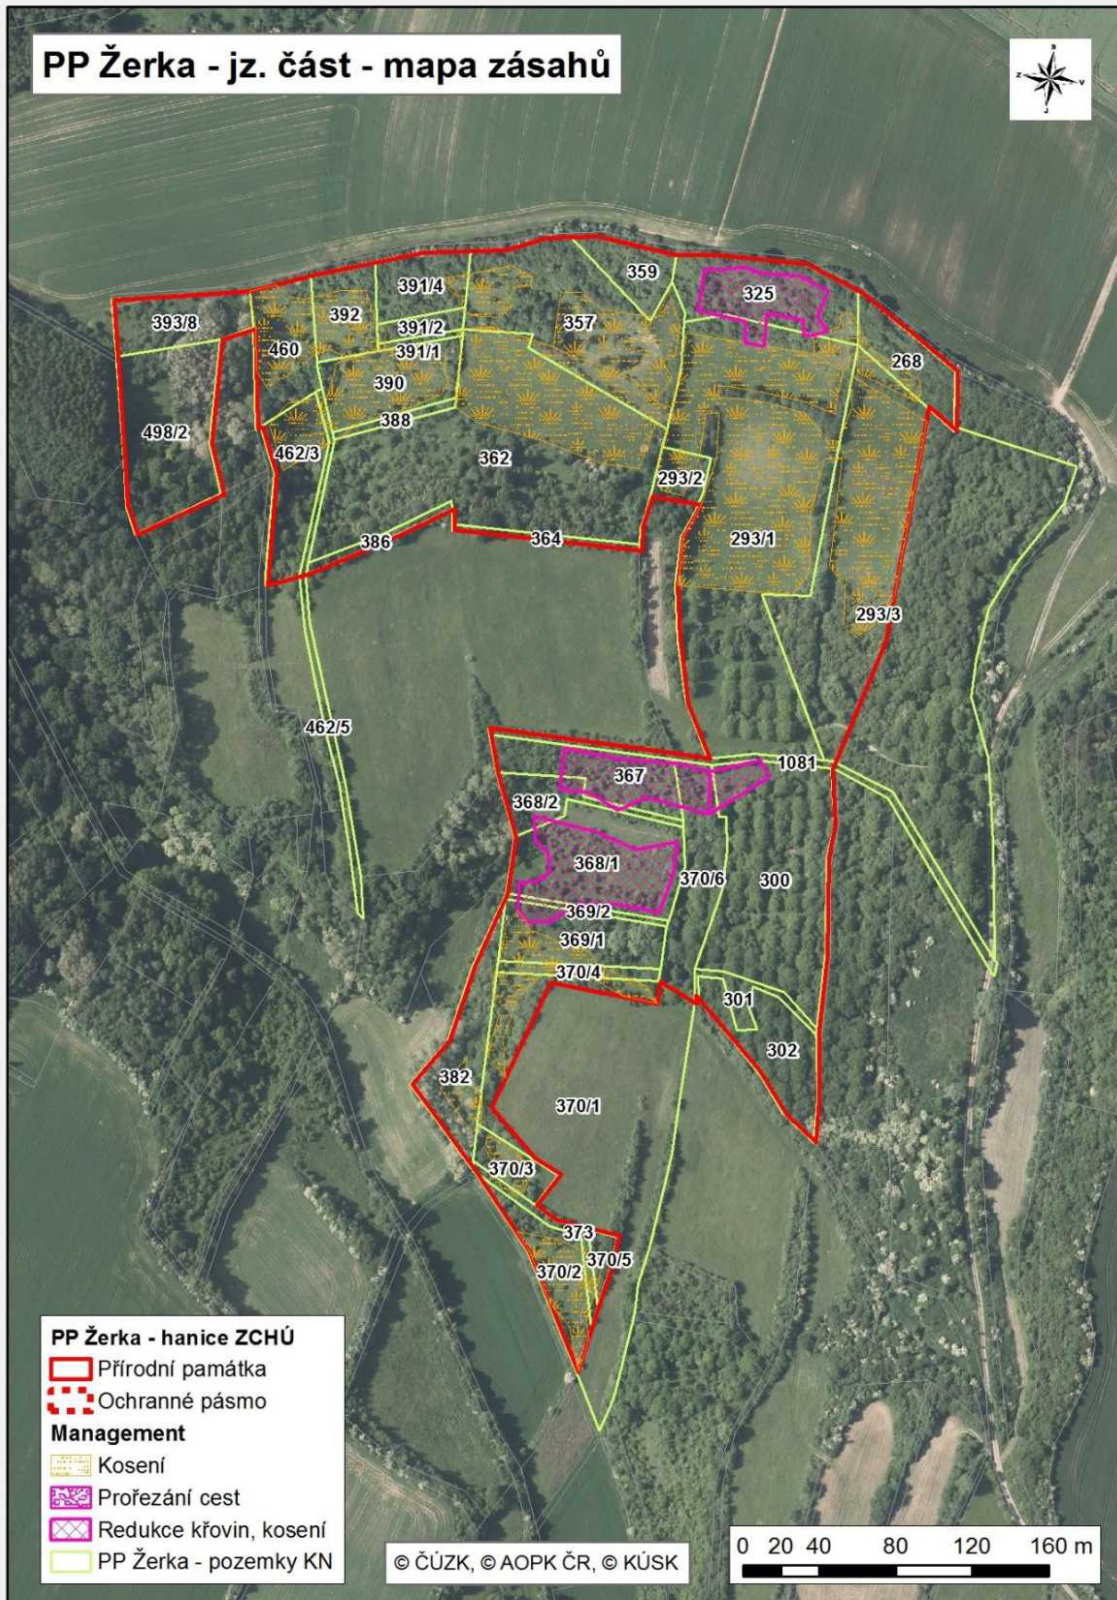 PP Žerka - jz. část - mapa zásahů
S
Z
V
J
359
391/4
325
393/8
392
357
391/2
460
391/1
268
390
388
498/2
462/3
362
293/2
386
364
293/1
293/3
462/5
1081
367
368/2
368/1
370/6
300
369/2
369/1
370/4
301
302
382
370/1
370/3
373
370/5
370/2
PP Žerka - hanice ZCHÚ
Přírodní památka
Ochranné pásmo
Management
Kosení
Prořezání cest
Redukce křovin, kosení
PP Žerka - pozemky KN
© ČÚZK, © AOPK ČR, © KÚSK
0 20 40 80 120 160 m